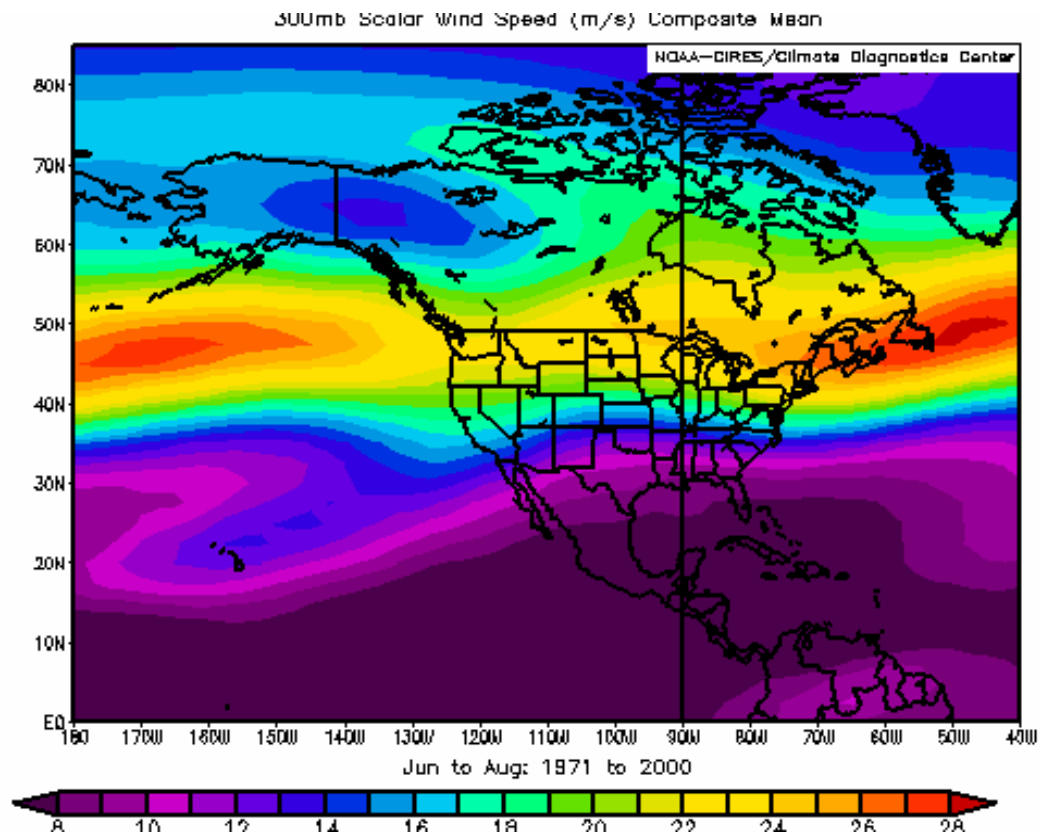 300mb Scalar Wind Speed (m/s) Composite Mean
NOAA-CIRES/Climate Diagnostics Center
80N
70N
60N
50N
40N
30N
20N
10N
EQ
180 170W 160W 150W 140W 130W 120W 110W 100W 90W 80W 70W 60W 50W 40W
Jun to Aug: 1971 to 2000
8 10 12 14 16 18 20 22 24 26 28